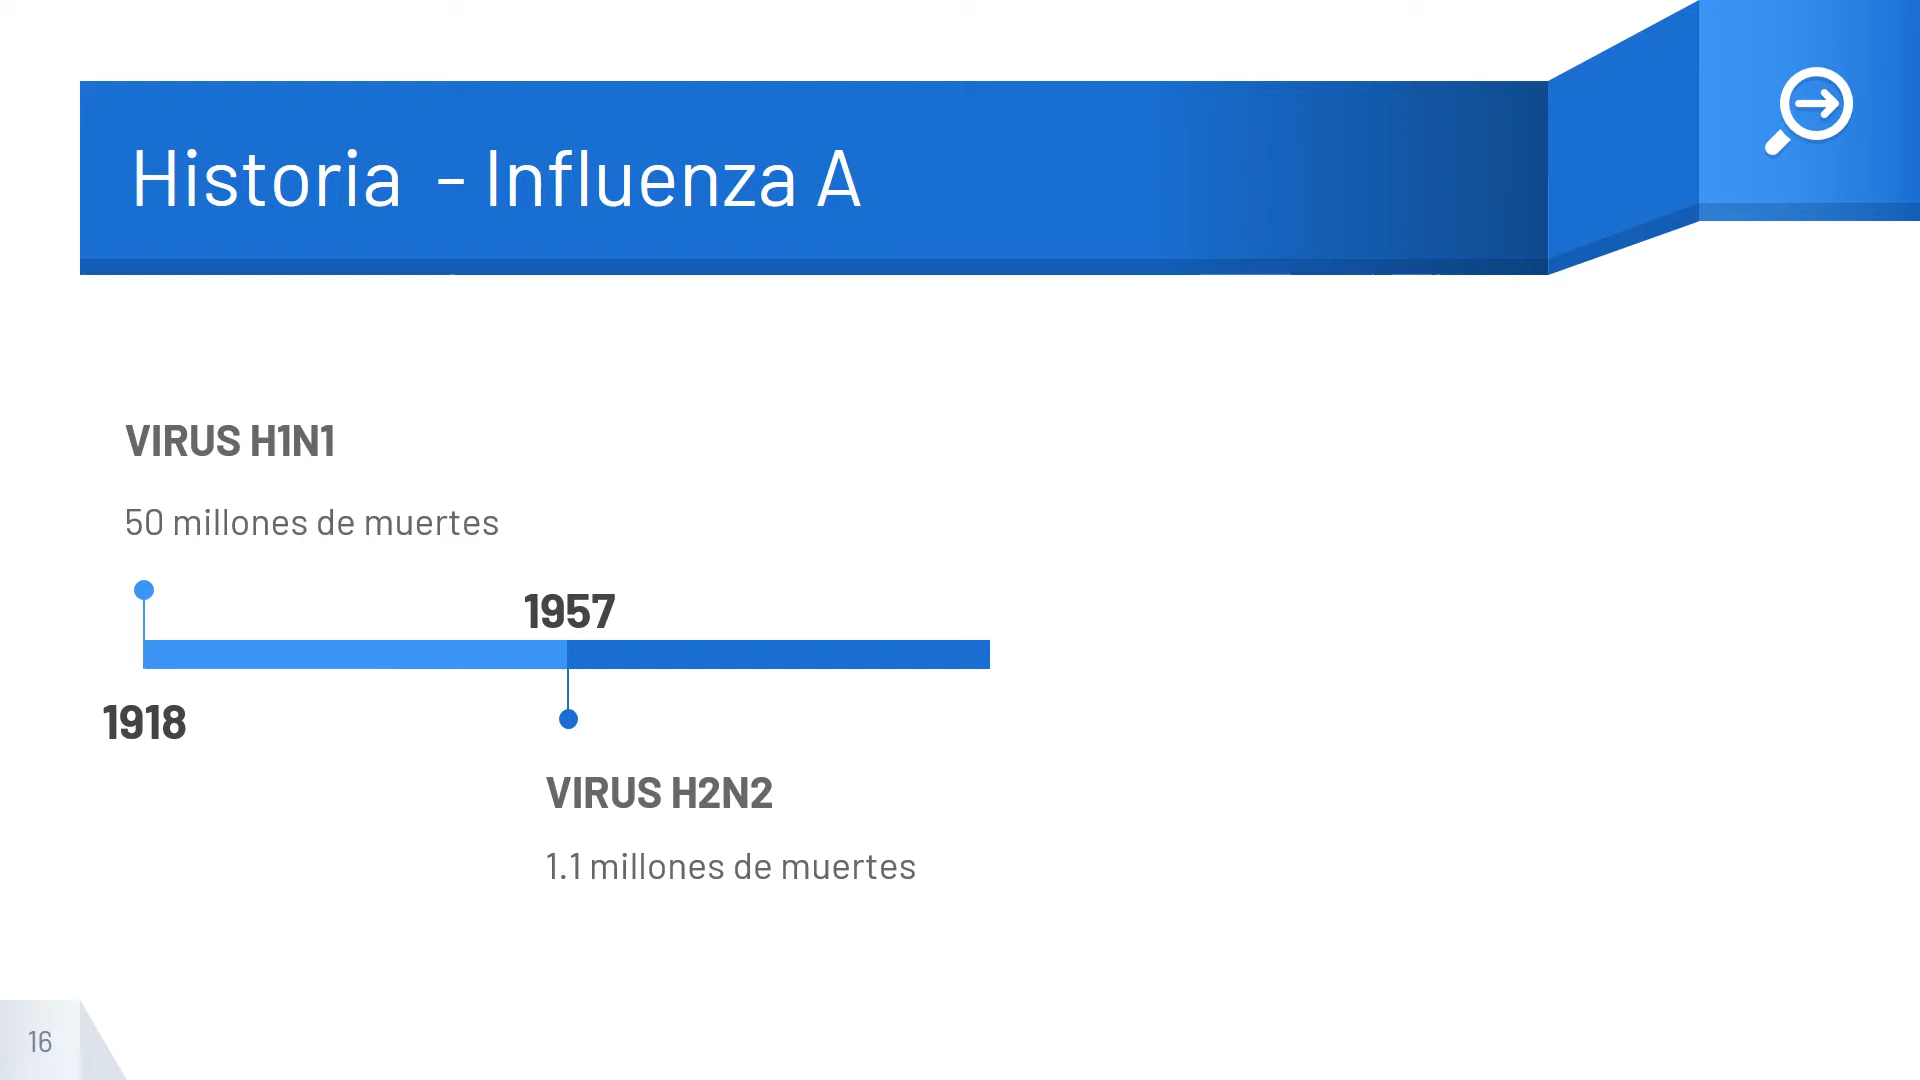 Historia - Influenza A
VIRUS H1N1
50 millones de muertes
1957
1918
VIRUS H2N2
1.1 millones de muertes
16